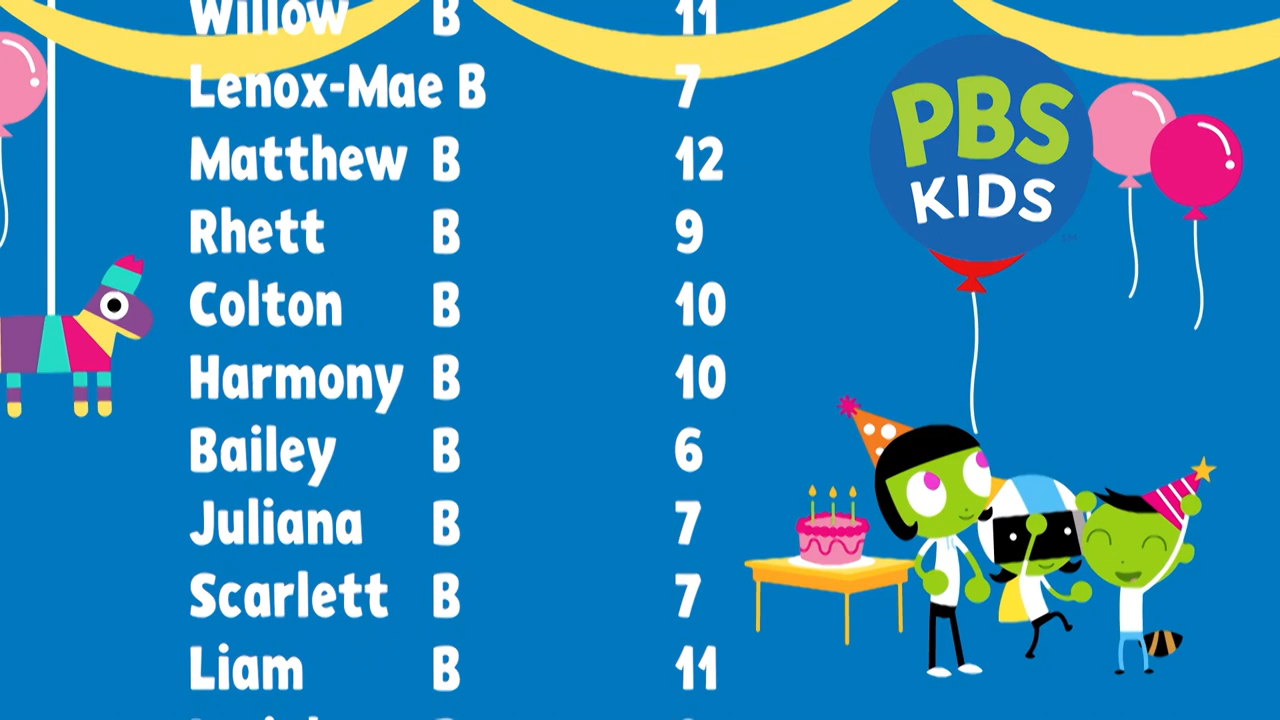 Willow B 11
Lenox-Mae B 7
Matthew B 12
Rhett B 9
Colton B 10
Harmony B 10
Bailey B 6
Juliana B 7
Scarlett B 7
Liam B 11
PBS
KIDS